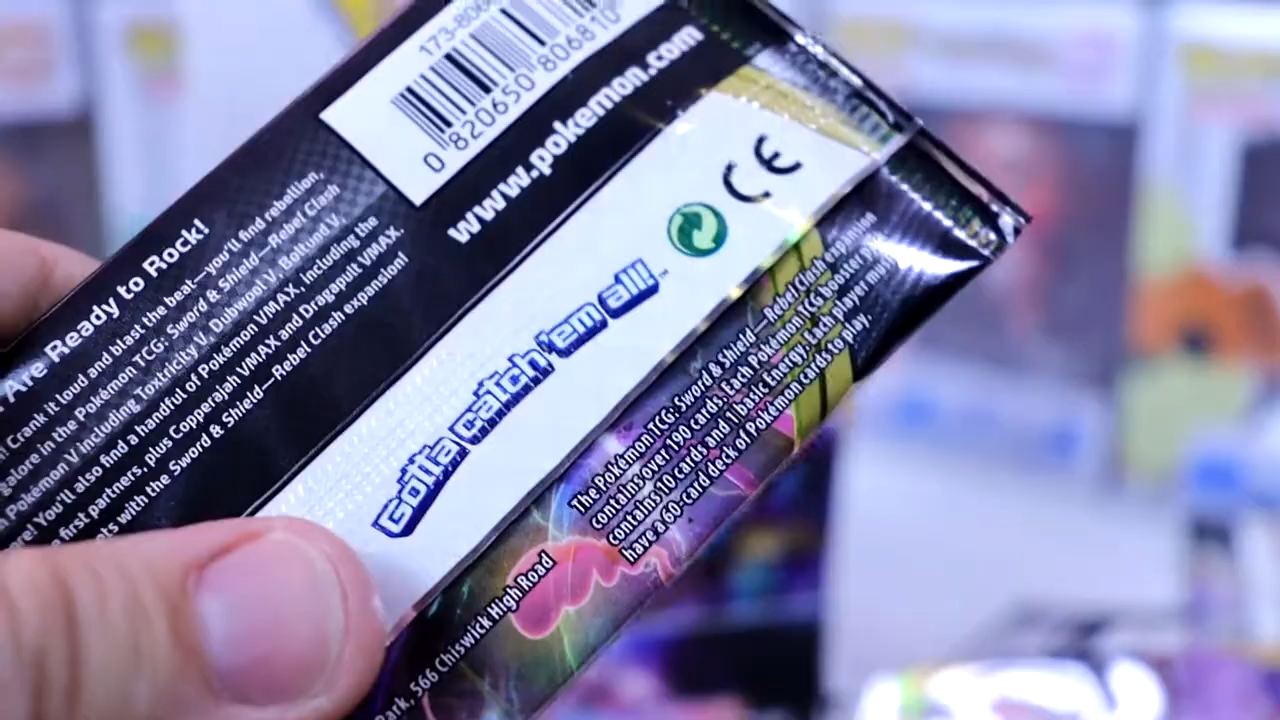 173-806
0 820650 806810
www.pokemon.com
Are Ready to Rock!
Crank it loud and blast the beat—you'll find rebellion,
galore in the Pokémon TCG: Sword & Shield—Rebel Clash
Pokémon V including Toxtricity V, Dubwool V, Boltund V,
You'll also find a handful of Pokémon VMAX, including the
first partners, plus Copperajah VMAX and Dragapult VMAX.
with the Sword & Shield—Rebel Clash expansion!
Gotta catch 'em all!™
CE
The Pokémon TCG: Sword & Shield—Rebel Clash expansion
contains over 190 cards. Each Pokémon TCG booster
contains 10 cards and 1 basic Energy. Each player must
have a 60-card deck of Pokémon cards to play.
Park, 566 Chiswick High Road